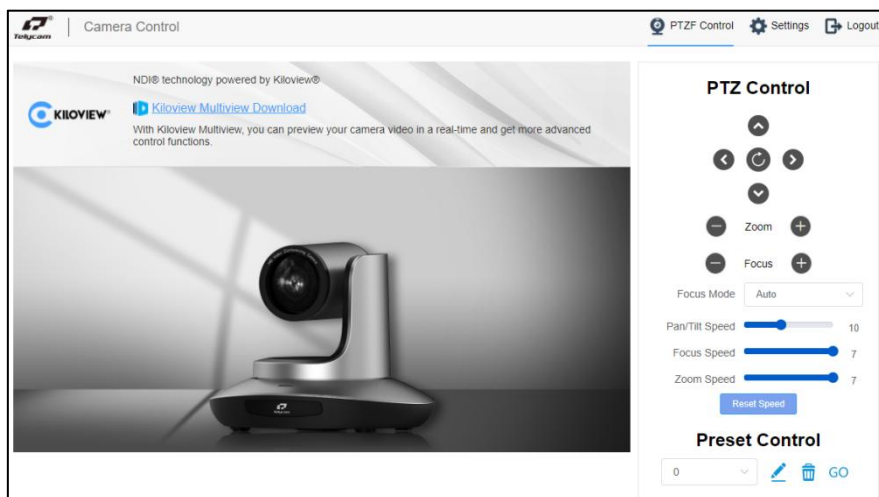 Telycam
Camera Control
PTZF Control
Settings
Logout
NDI® technology powered by Kiloview®
KILOVIEW®
Kiloview Multiview Download
With Kiloview Multiview, you can preview your camera video in a real-time and get more advanced
control functions.
Telycam
PTZ Control
Zoom
Focus
Focus Mode Auto
Pan/Tilt Speed 10
Focus Speed 7
Zoom Speed 7
Reset Speed
Preset Control
0 GO